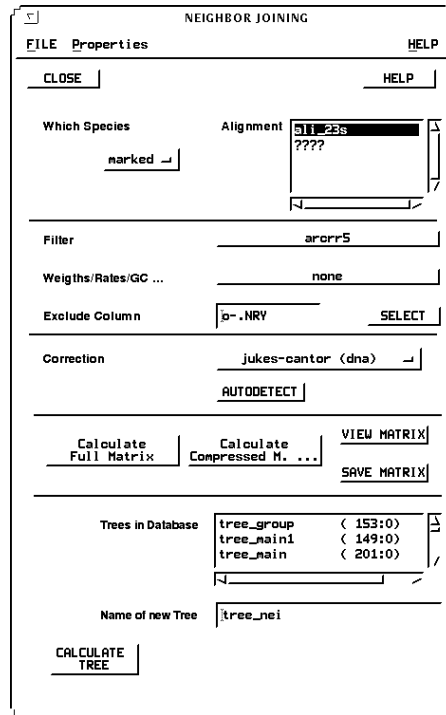 NEIGHBOR JOINING
FILE Properties HELP
CLOSE HELP
Which Species Alignment ali_23s
????
marked
Filter arorr5
Weigths/Rates/GC ... none
Exclude Column o-.NRY SELECT
Correction jukes-cantor (dna)
AUTODETECT
Calculate Full Matrix
Calculate Compressed M. ...
VIEW MATRIX
SAVE MATRIX
Trees in Database tree_group ( 153:0)
tree_main1 ( 149:0)
tree_main ( 201:0)
Name of new Tree tree_nei
CALCULATE
TREE